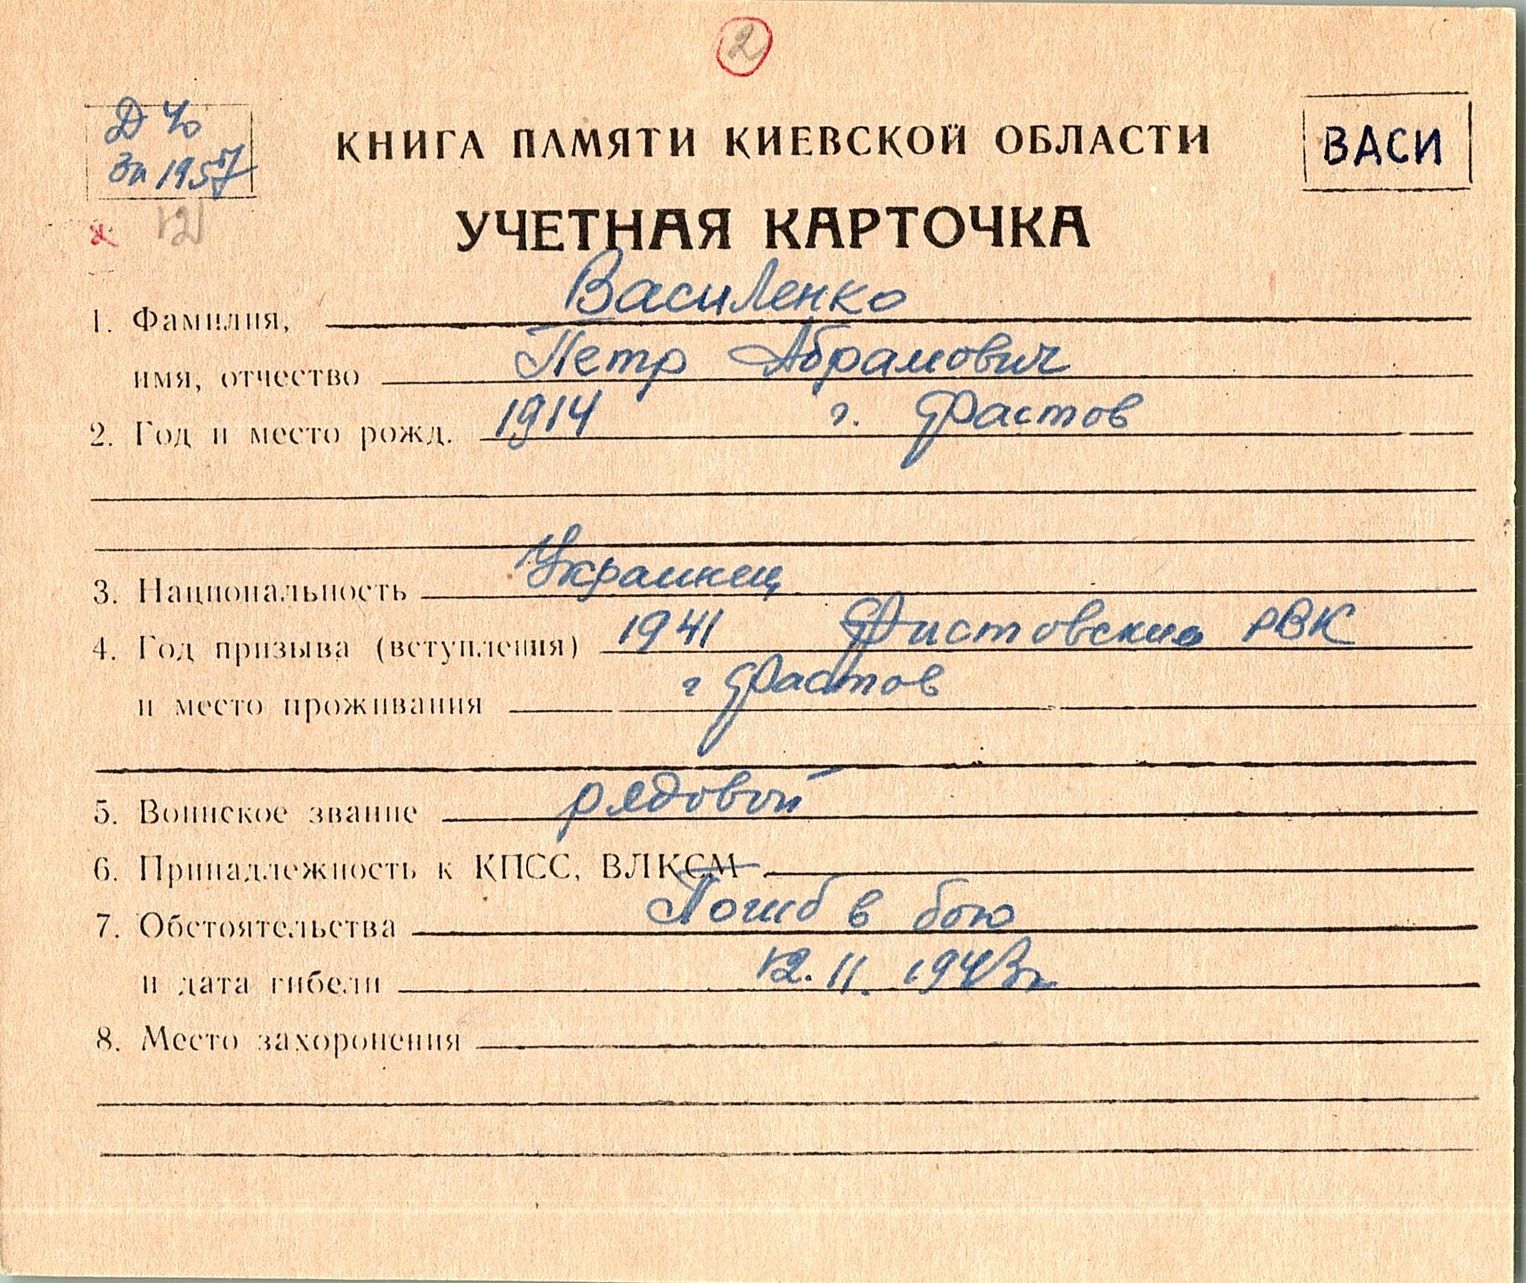 2
Д 40
Зп 1957
121
КНИГА ПАМЯТИ КИЕВСКОЙ ОБЛАСТИ
ВАСИ
УЧЕТНАЯ КАРТОЧКА
1. Фамилия, Василенко
имя, отчество Петр Абрамович
2. Год и место рожд. 1914 г. Фастов
3. Национальность Украинец
4. Год призыва (вступления) 1941 Фастовский РВК
и место проживания г Фастов
5. Воинское звание рядовой
6. Принадлежность к КПСС, ВЛКСМ
7. Обстоятельства Погиб в бою
и дата гибели 12.11.1943г
8. Место захоронения